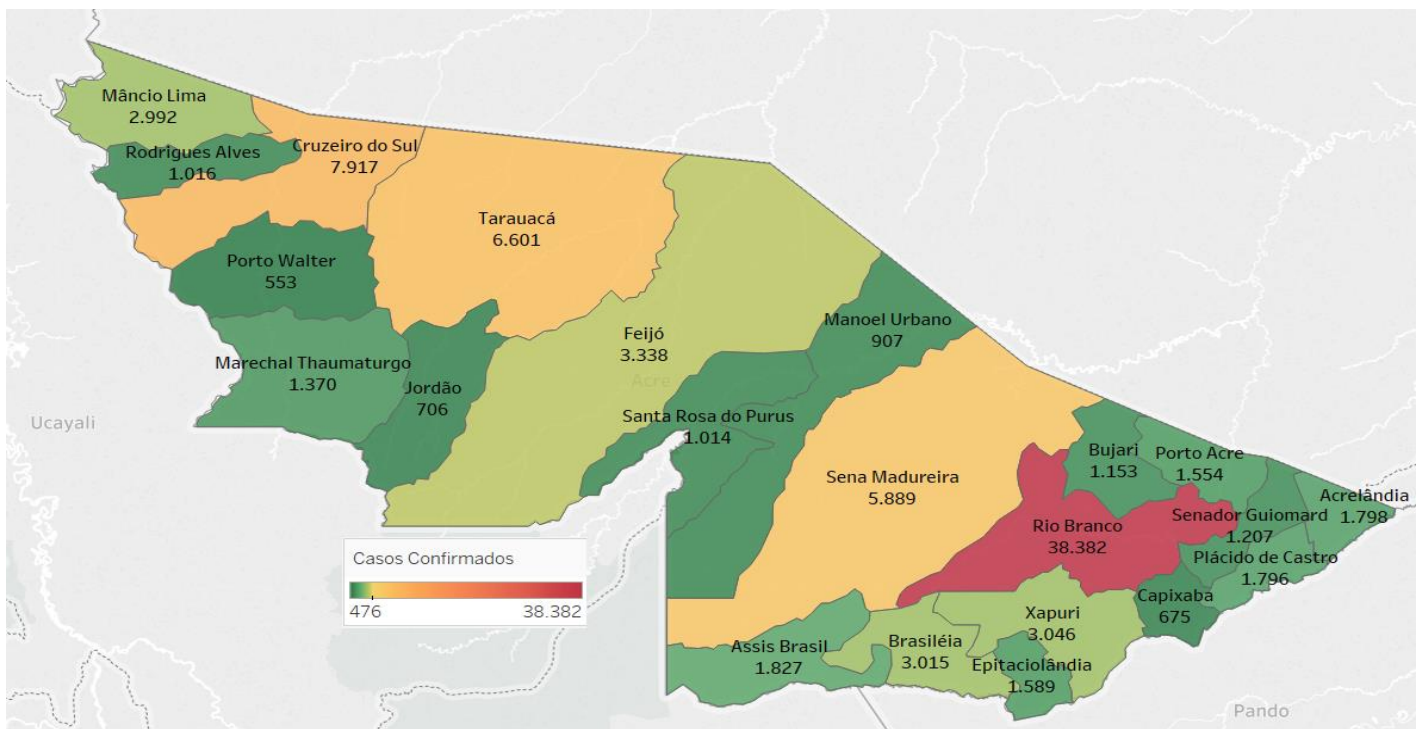 Mâncio Lima
2.992
Rodrigues Alves
1.016
Cruzeiro do Sul
7.917
Tarauacá
6.601
Porto Walter
553
Marechal Thaumaturgo
1.370
Jordão
706
Feijó
3.338
Acre
Manoel Urbano
907
Santa Rosa do Purus
1.014
Ucayali
Sena Madureira
5.889
Bujari
1.153
Porto Acre
1.554
Acrelândia
1.798
Senador Guiomard
1.207
Rio Branco
38.382
Plácido de Castro
1.796
Capixaba
675
Xapuri
3.046
Brasiléia
3.015
Assis Brasil
1.827
Epitaciolândia
1.589
Casos Confirmados
476 38.382
Pando